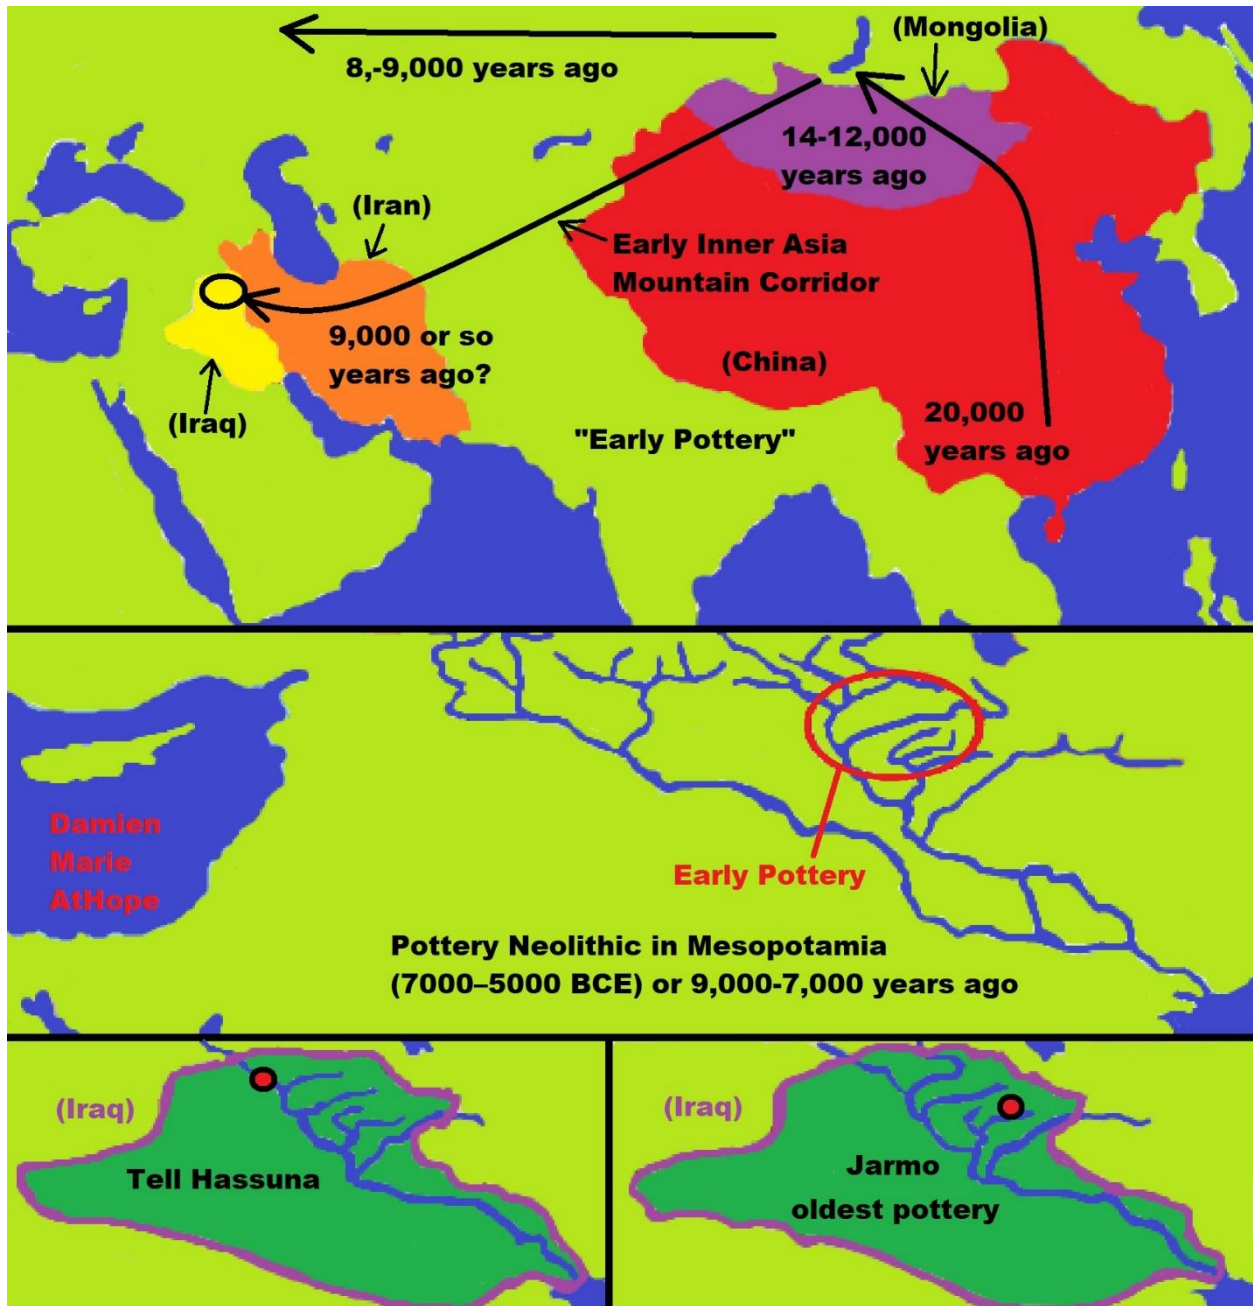 (Mongolia)
8,-9,000 years ago
14-12,000
years ago
(Iran)
Early Inner Asia
Mountain Corridor
9,000 or so
years ago?
(China)
(Iraq)
20,000
years ago
"Early Pottery"
Damien
Marie
AtHope
Early Pottery
Pottery Neolithic in Mesopotamia
(7000–5000 BCE) or 9,000-7,000 years ago
(Iraq)
Tell Hassuna
(Iraq)
Jarmo
oldest pottery